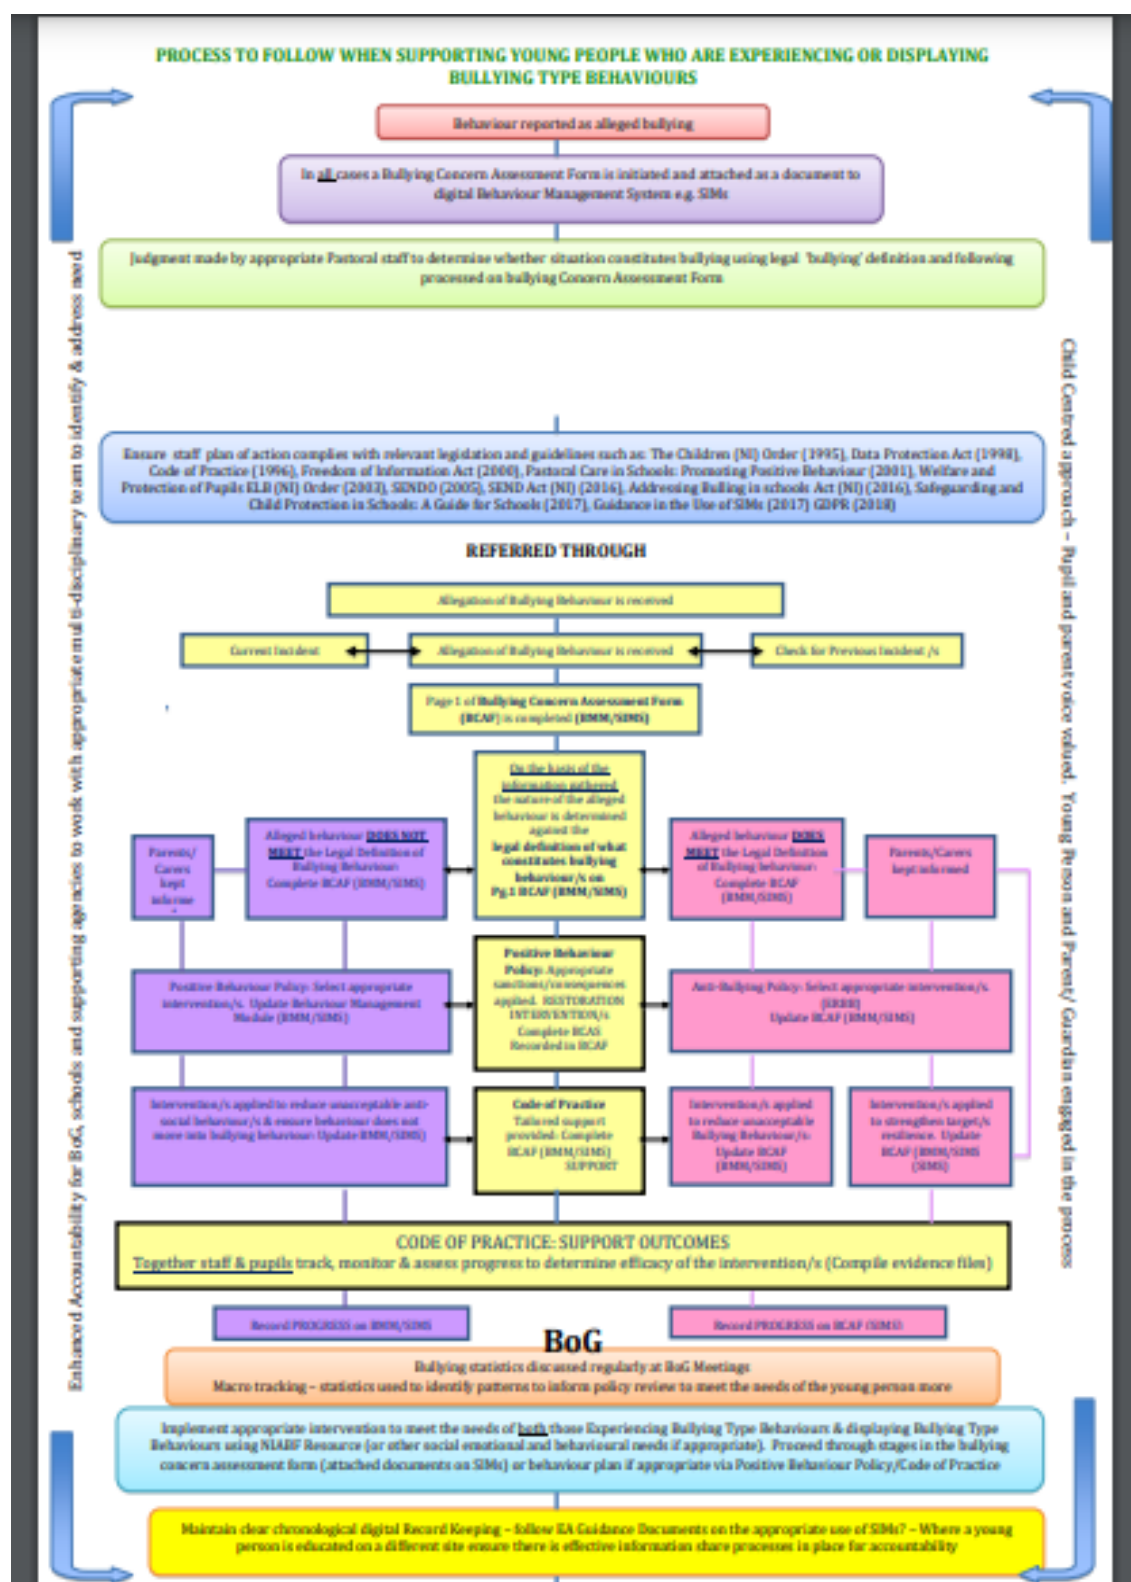 PROCESS TO FOLLOW WHEN SUPPORTING YOUNG PEOPLE WHO ARE EXPERIENCING OR DISPLAYING
BULLYING TYPE BEHAVIOURS
Behaviour reported as alleged bullying
In all cases a Bullying Concern Assessment Form is initiated and attached as a document to
digital Behaviour Management System e.g. SIMs
Judgment made by appropriate Pastoral staff to determine whether situation constitutes bullying using legal 'bullying' definition and following
processed on bullying Concern Assessment Form
Ensure staff plan of action complies with relevant legislation and guidelines such as: The Children (NI) Order (1995), Data Protection Act (1998),
Code of Practice (1996), Freedom of Information Act (2000), Pastoral Care in Schools: Promoting Positive Behaviour (2001), Welfare and
Protection of Pupils ELB (NI) Order (2003), SENDO (2005), SEND Act (NI) (2016), Addressing Bulling in schools Act (NI) (2016), Safeguarding and
Child Protection in Schools: A Guide for Schools (2017), Guidance in the Use of SIMs (2017) GDPR (2018)
REFERRED THROUGH
Allegation of Bullying Behaviour is received
Current Incident
Allegation of Bullying Behaviour is received
Check for Previous Incident /s
Page 1 of Bullying Concern Assessment Form
(BCAF) is completed (BMM/SIMS)
Parents/
Carers
kept
informe
Alleged behaviour DOES NOT
MEET the Legal Definition of
Bullying Behaviour:
Complete BCAF (BMM/SIMS)
On the basis of the
information gathered
the nature of the alleged
behaviour is determined
against the
legal definition of what
constitutes bullying
behaviour/s on
Pg.1 BCAF (BMM/SIMS)
Alleged behaviour DOES
MEET the Legal Definition
of Bullying behaviour:
Complete BCAF
(BMM/SIMS)
Parents/Carers
kept informed
Positive Behaviour Policy: Select appropriate
intervention/s. Update Behaviour Management
Module (BMM/SIMS)
Positive Behaviour
Policy: Appropriate
sanctions/consequences
applied. RESTORATION
INTERVENTION/s
Complete BCAS
Recorded in BCAF
Anti-Bullying Policy: Select appropriate intervention/s
Update BCAF (BMM/SIMS)
Intervention/s applied to reduce unacceptable anti-
social behaviour/s & ensure behaviour does not
more into bullying behaviour: Update BMM/SIMS)
Code of Practice
Tailored support
provided: Complete
BCAF (BMM/SIMS)
SUPPORT
Intervention/s applied
to reduce unacceptable
Bullying Behaviour/s:
Update BCAF
(BMM/SIMS)
Intervention/s applied
to strengthen target/s
resilience. Update
BCAF (BMM/SIMS
(SIMS)
CODE OF PRACTICE: SUPPORT OUTCOMES
Together staff & pupils track, monitor & assess progress to determine efficacy of the intervention/s (Compile evidence files)
Record PROGRESS on BMM/SIMS
Record PROGRESS on BCAF (SIMS)
BoG
Bullying statistics discussed regularly at BoG Meetings
Macro tracking – statistics used to identify patterns to inform policy review to meet the needs of the young person more
Implement appropriate intervention to meet the needs of both those Experiencing Bullying Type Behaviours & displaying Bullying Type
Behaviours using NIABF Resource (or other social emotional and behavioural needs if appropriate). Proceed through stages in the bullying
concern assessment form (attached documents on SIMs) or behaviour plan if appropriate via Positive Behaviour Policy/Code of Practice
Maintain clear chronological digital Record Keeping – follow EA Guidance Documents on the appropriate use of SIMs? – Where a young
person is educated on a different site ensure there is effective information share processes in place for accountability
Enhanced Accountability for BoG, schools and supporting agencies to work with appropriate multi-disciplinary team to identify & address need
Child Centred approach – Pupil and parent voice valued. Young Person and Parent/ Guardian engaged in the process